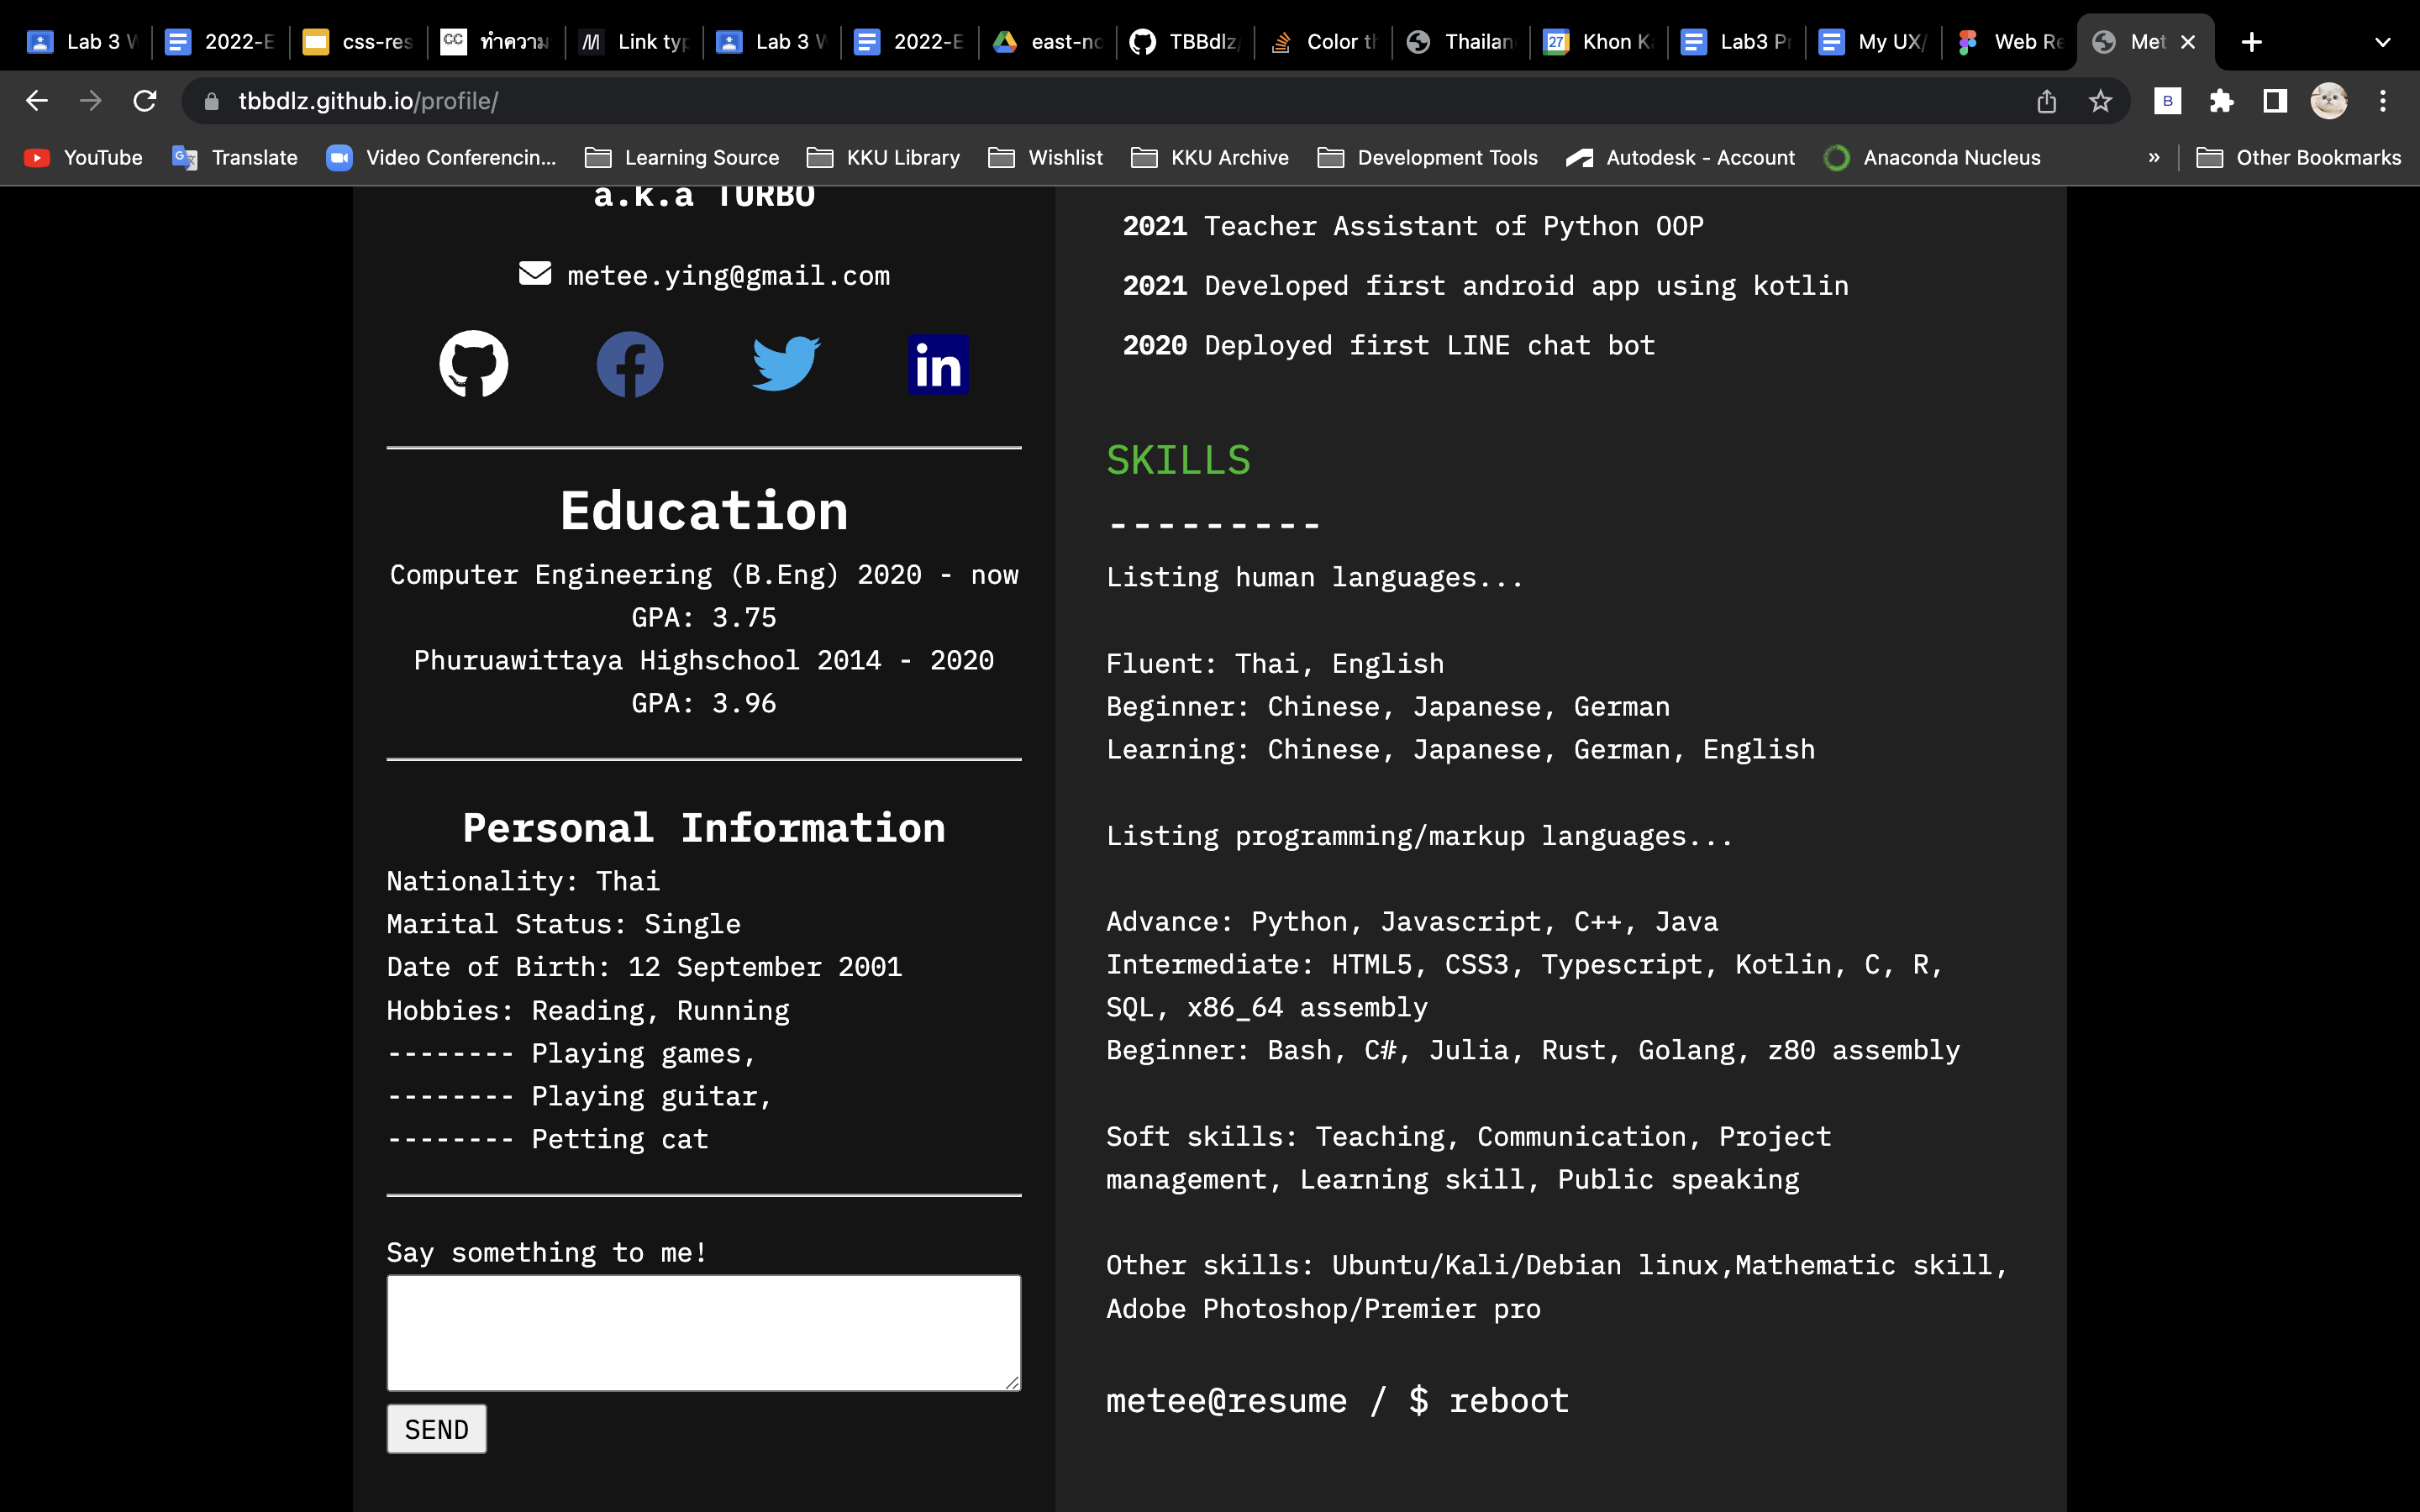 Lab 3 W
2022-E
css-res
CC
ทำความ
Link typ
Lab 3 W
2022-E
east-no
TBBdlz/
Color th
Thailan
27
Khon Ka
Lab3 Pr
My UX/
Web Re
Met
tbbdlz.github.io/profile/
B
YouTube
Translate
Video Conferencin...
Learning Source
KKU Library
Wishlist
KKU Archive
Development Tools
Autodesk - Account
Anaconda Nucleus
»
Other Bookmarks
a.k.a TURBO
metee.ying@gmail.com
in
Education
Computer Engineering (B.Eng) 2020 - now
GPA: 3.75
Phuruawittaya Highschool 2014 - 2020
GPA: 3.96
Personal Information
Nationality: Thai
Marital Status: Single
Date of Birth: 12 September 2001
Hobbies: Reading, Running
-------- Playing games,
-------- Playing guitar,
-------- Petting cat
Say something to me!
SEND
2021 Teacher Assistant of Python OOP
2021 Developed first android app using kotlin
2020 Deployed first LINE chat bot
SKILLS
---------
Listing human languages...
Fluent: Thai, English
Beginner: Chinese, Japanese, German
Learning: Chinese, Japanese, German, English
Listing programming/markup languages...
Advance: Python, Javascript, C++, Java
Intermediate: HTML5, CSS3, Typescript, Kotlin, C, R,
SQL, x86_64 assembly
Beginner: Bash, C#, Julia, Rust, Golang, z80 assembly
Soft skills: Teaching, Communication, Project
management, Learning skill, Public speaking
Other skills: Ubuntu/Kali/Debian linux,Mathematic skill,
Adobe Photoshop/Premier pro
metee@resume / $ reboot